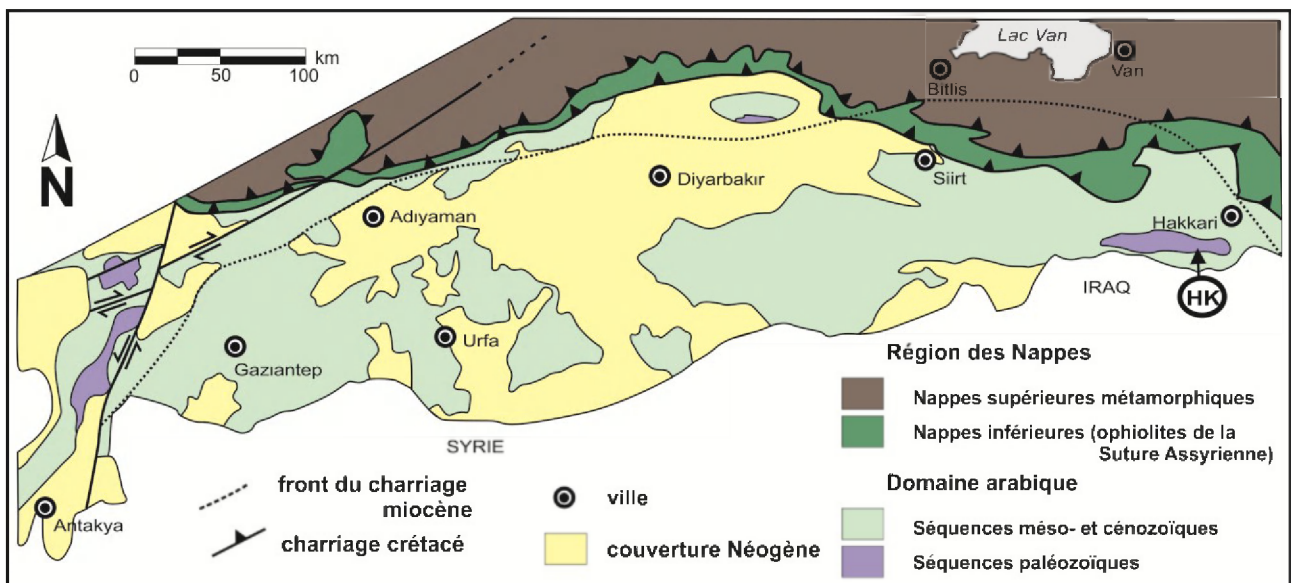 km
0 50 100
N
Lac Van
Van
Bitlis
Siirt
Diyarbakır
Adıyaman
Hakkari
IRAQ
HK
Urfa
Gazıantep
SYRIE
Antakya
front du charriage
miocène
charriage crétacé
ville
couverture Néogène
Région des Nappes
Nappes supérieures métamorphiques
Nappes inférieures (ophiolites de la
Suture Assyrienne)
Domaine arabique
Séquences méso- et cénozoïques
Séquences paléozoïques